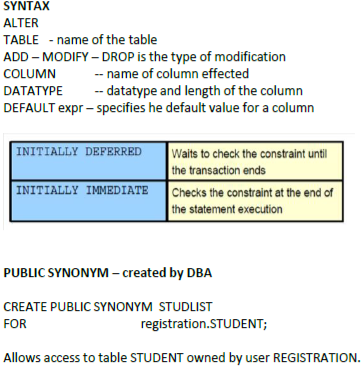 SYNTAX
ALTER
TABLE - name of the table
ADD – MODIFY – DROP is the type of modification
COLUMN -- name of column effected
DATATYPE -- datatype and length of the column
DEFAULT expr – specifies he default value for a column
INITIALLY DEFERRED Waits to check the constraint until
the transaction ends
INITIALLY IMMEDIATE Checks the constraint at the end of
the statement execution
PUBLIC SYNONYM – created by DBA
CREATE PUBLIC SYNONYM STUDLIST
FOR registration.STUDENT;
Allows access to table STUDENT owned by user REGISTRATION.